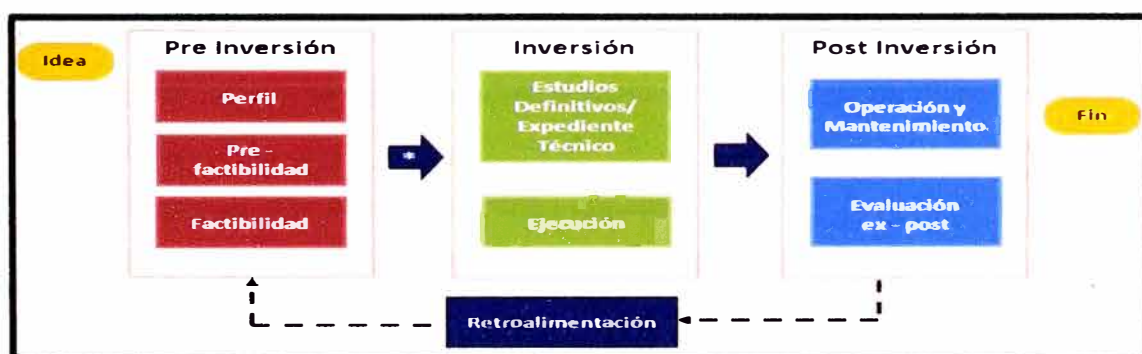 Idea
Pre Inversión
Perfil
Pre -
factibilidad
Factibilidad
*
Inversión
Estudios
Definitivos/
Expediente
Técnico
Ejecución
Post Inversión
Operación y
Mantenimiento.
Evaluación
ex - post
Fin
Retroalimentación